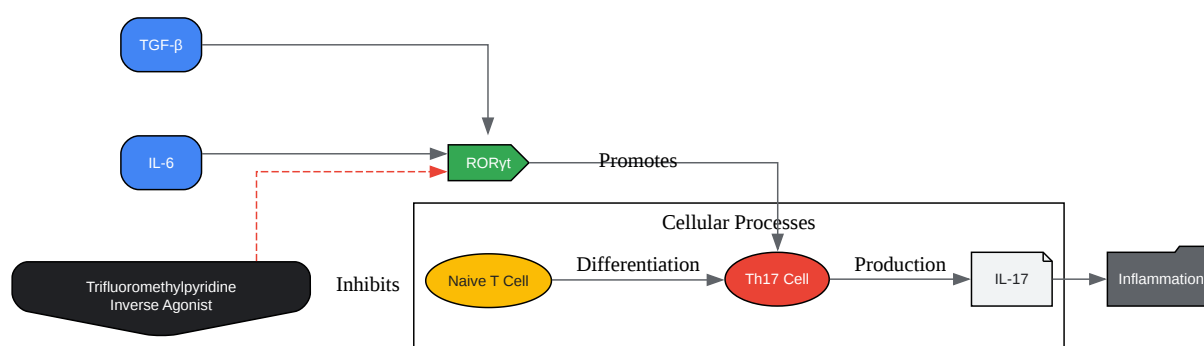 TGF-β
IL-6
RORγt
Promotes
Cellular Processes
Trifluoromethylpyridine
Inverse Agonist
Inhibits
Naive T Cell
Differentiation
Th17 Cell
Production
IL-17
Inflammation